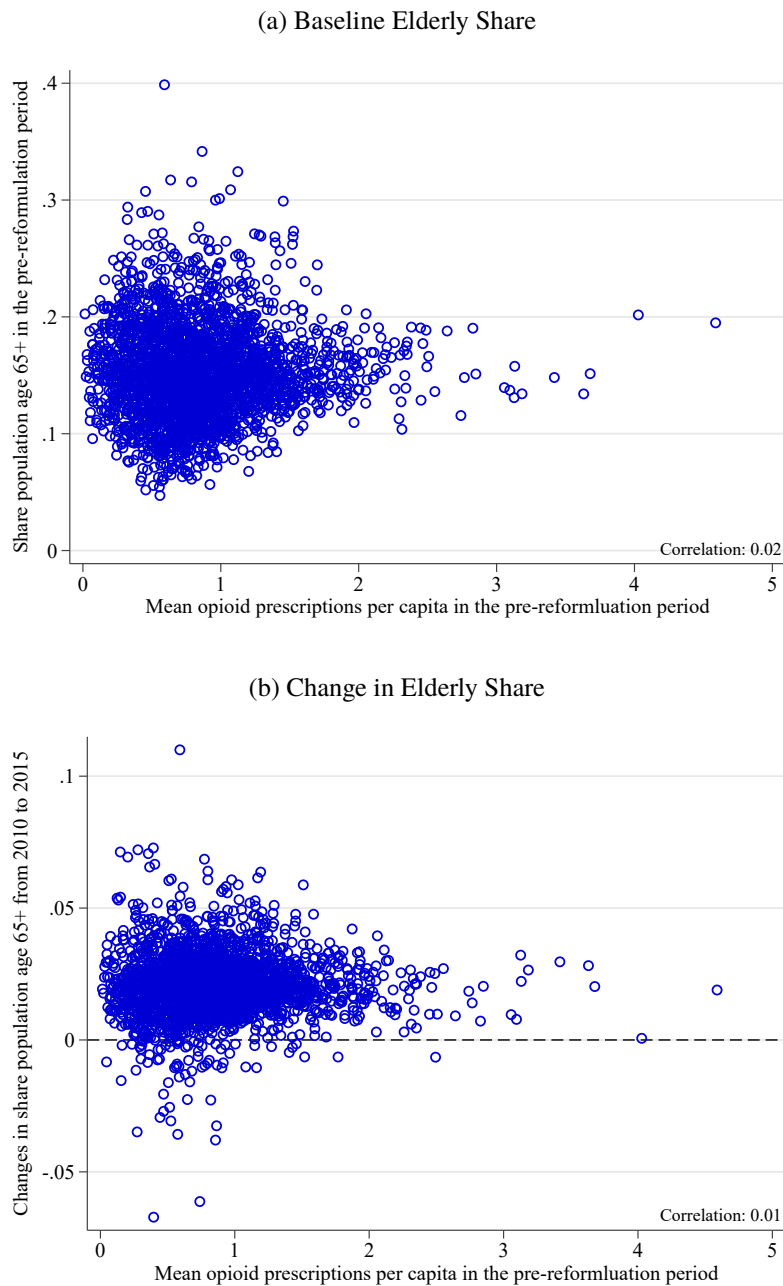 (a) Baseline Elderly Share
Share population age 65+ in the pre-reformulation period
.4
.3
.2
.1
0
Correlation: 0.02
0 1 2 3 4 5
Mean opioid prescriptions per capita in the pre-reformluation period
(b) Change in Elderly Share
Changes in share population age 65+ from 2010 to 2015
.1
.05
0
-.05
Correlation: 0.01
0 1 2 3 4 5
Mean opioid prescriptions per capita in the pre-reformluation period